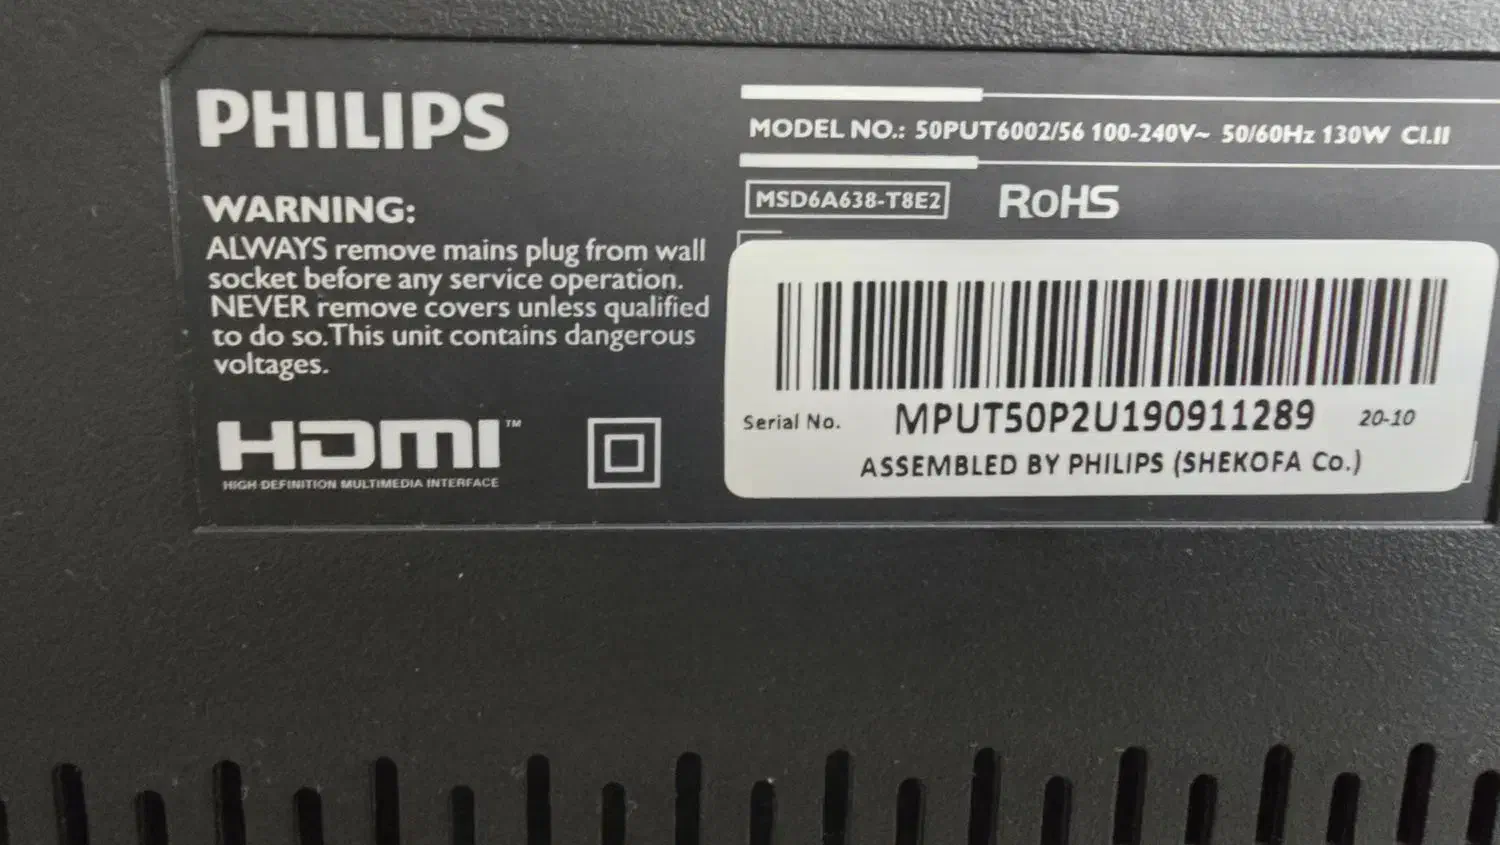 PHILIPS
WARNING:
ALWAYS remove mains plug from wall
socket before any service operation.
NEVER remove covers unless qualified
to do so.This unit contains dangerous
voltages.
HDMI™
HIGH-DEFINITION MULTIMEDIA INTERFACE
MODEL NO.: 50PUT6002/56 100-240V~ 50/60Hz 130W CI.II
MSD6A638-T8E2
RoHS
Serial No. MPUT50P2U190911289 20-10
ASSEMBLED BY PHILIPS (SHEKOFA Co.)